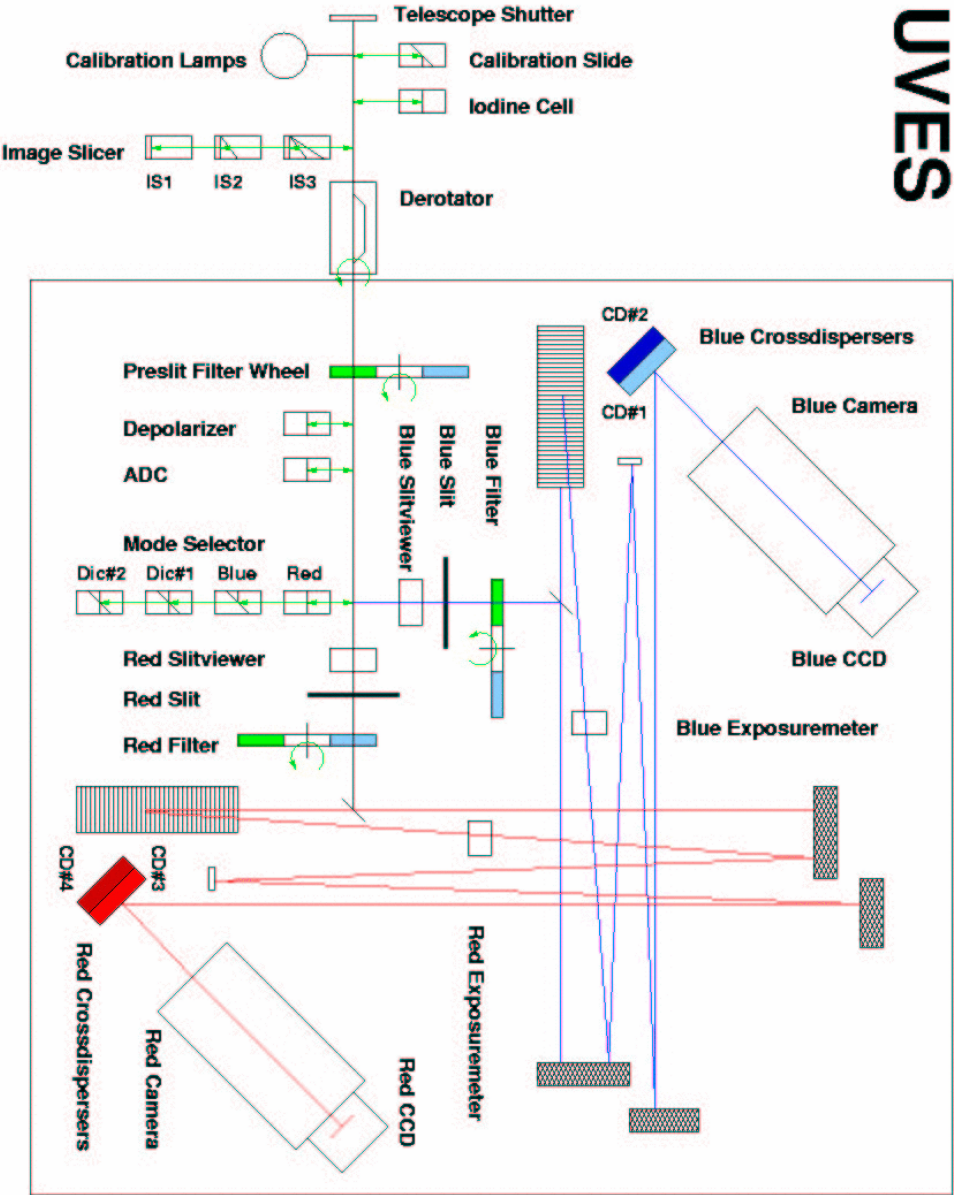 UVES
Telescope Shutter
Calibration Lamps
Calibration Slide
Iodine Cell
Image Slicer
IS1
IS2
IS3
Derotator
CD#2
Blue Crossdispersers
Preslit Filter Wheel
CD#1
Blue Camera
Depolarizer
ADC
Blue Slitviewer
Blue Slit
Blue Filter
Mode Selector
Dic#2
Dic#1
Blue
Red
Red Slitviewer
Blue CCD
Red Slit
Blue Exposuremeter
Red Filter
CD#4
CD#3
Red Crossdispersers
Red Camera
Red CCD
Red Exposuremeter